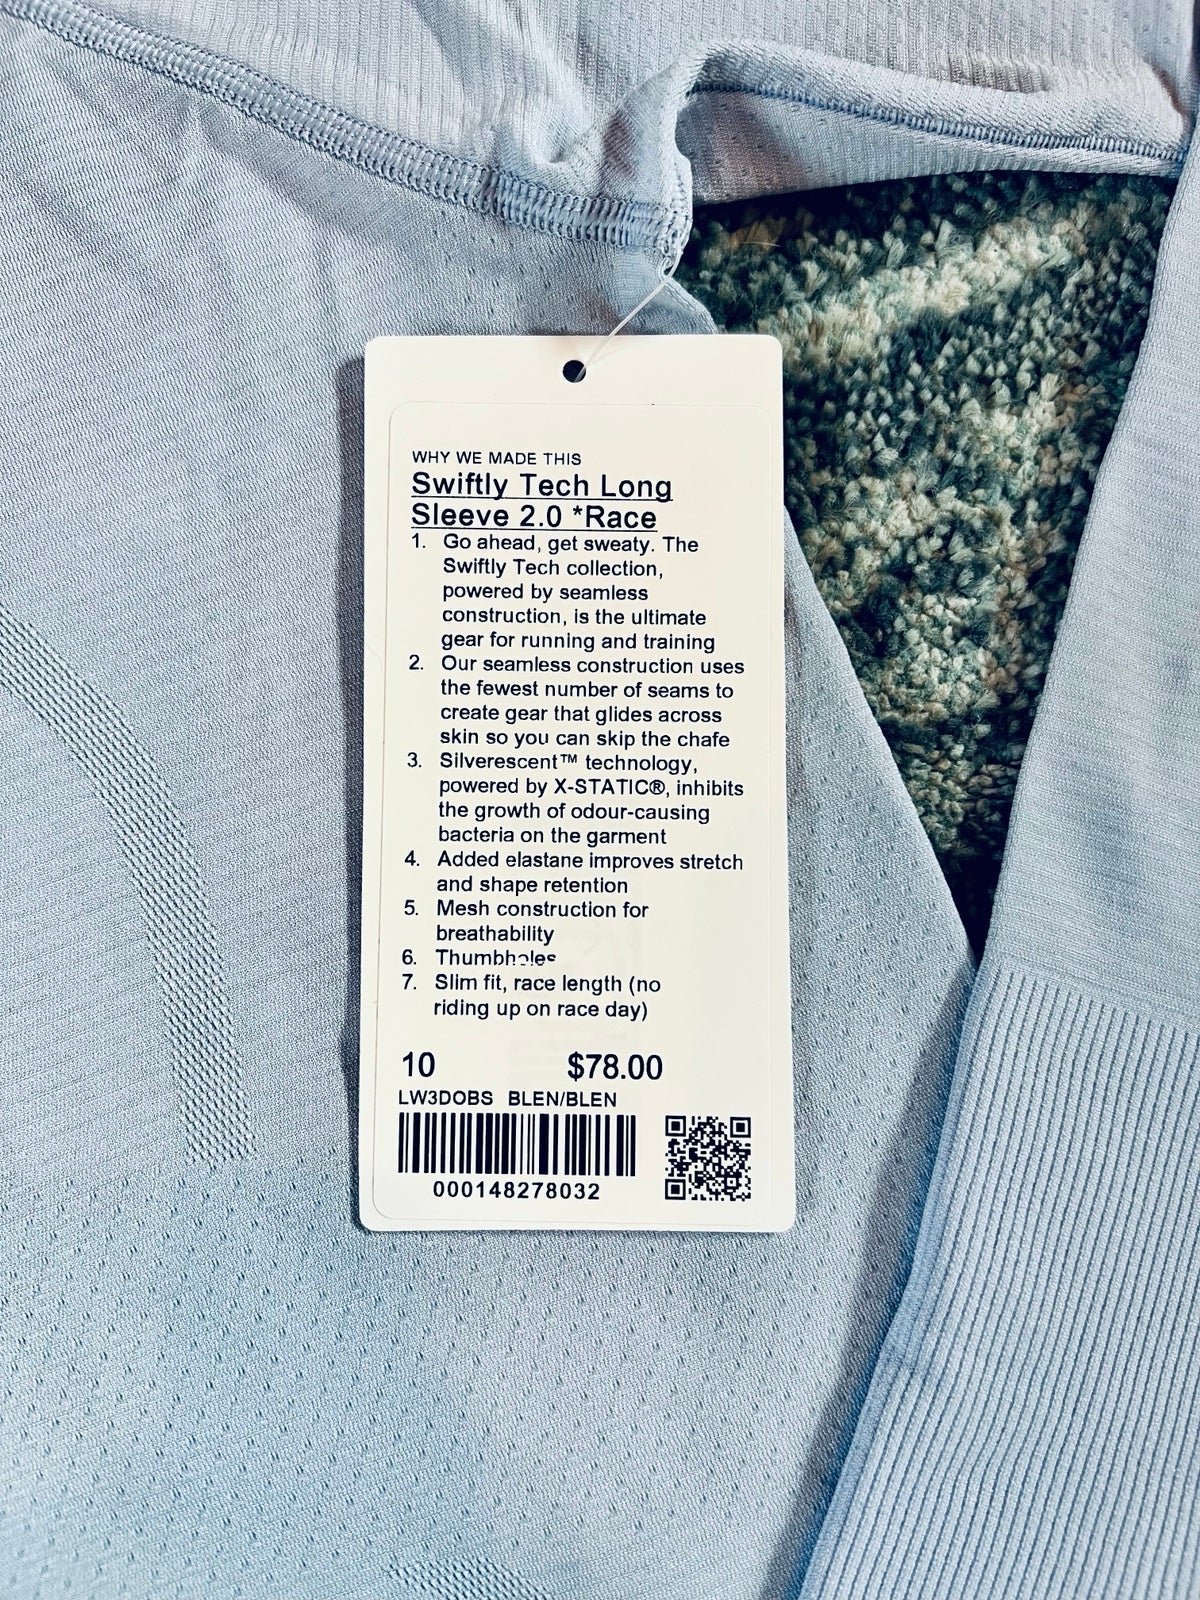 WHY WE MADE THIS
Swiftly Tech Long
Sleeve 2.0 *Race
1. Go ahead, get sweaty. The
Swiftly Tech collection,
powered by seamless
construction, is the ultimate
gear for running and training
2. Our seamless construction uses
the fewest number of seams to
create gear that glides across
skin so you can skip the chafe
3. Silverescent™ technology,
powered by X-STATIC®, inhibits
the growth of odour-causing
bacteria on the garment
4. Added elastane improves stretch
and shape retention
5. Mesh construction for
breathability
6. Thumbholes
7. Slim fit, race length (no
riding up on race day)
10 $78.00
LW3DOBS BLEN/BLEN
000148278032